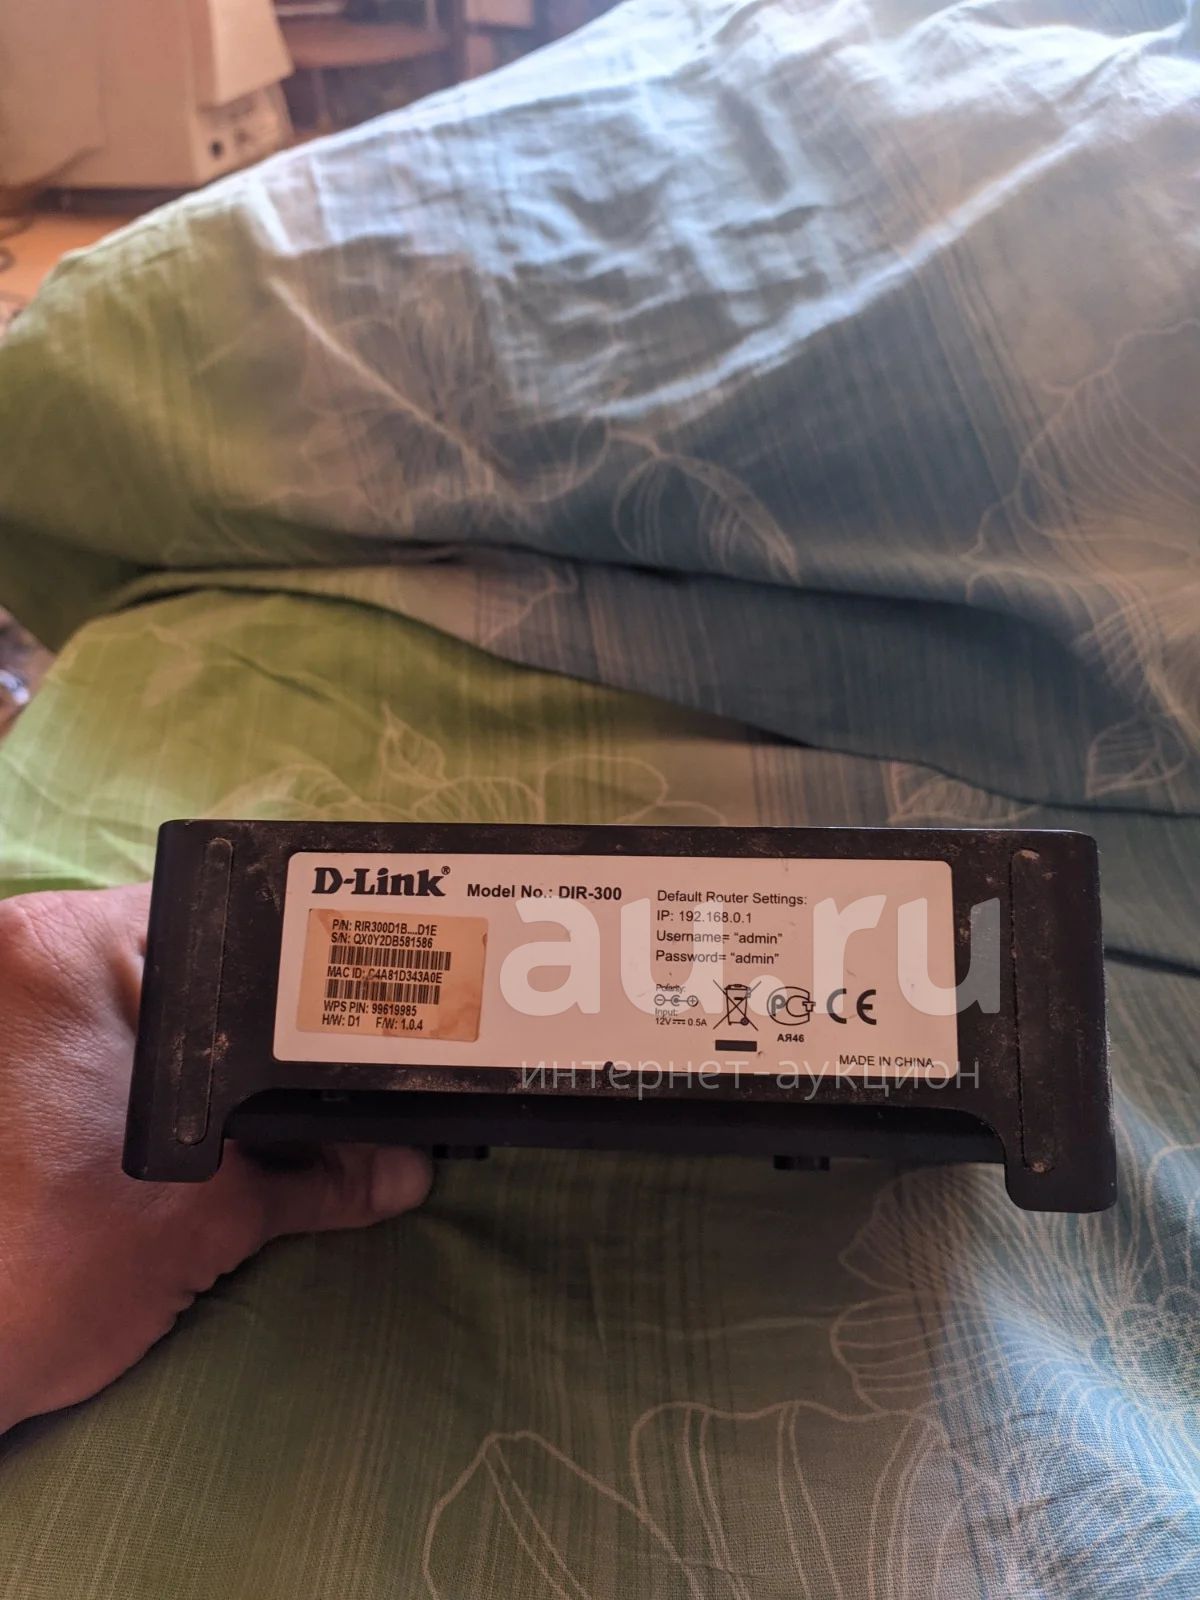 D-Link®
Model No.: DIR-300
P/N: RIR300D1B....D1E
S/N: QX0Y2DB581586
MAC ID: C4A81D343A0E
WPS PIN: 99619985
H/W: D1 F/W: 1.0.4
Default Router Settings:
IP: 192.168.0.1
Username= "admin"
Password= "admin"
Polarity:
Input:
12V 0.5A
АЯ46
CE
MADE IN CHINA
au.ru
интернет-аукцион